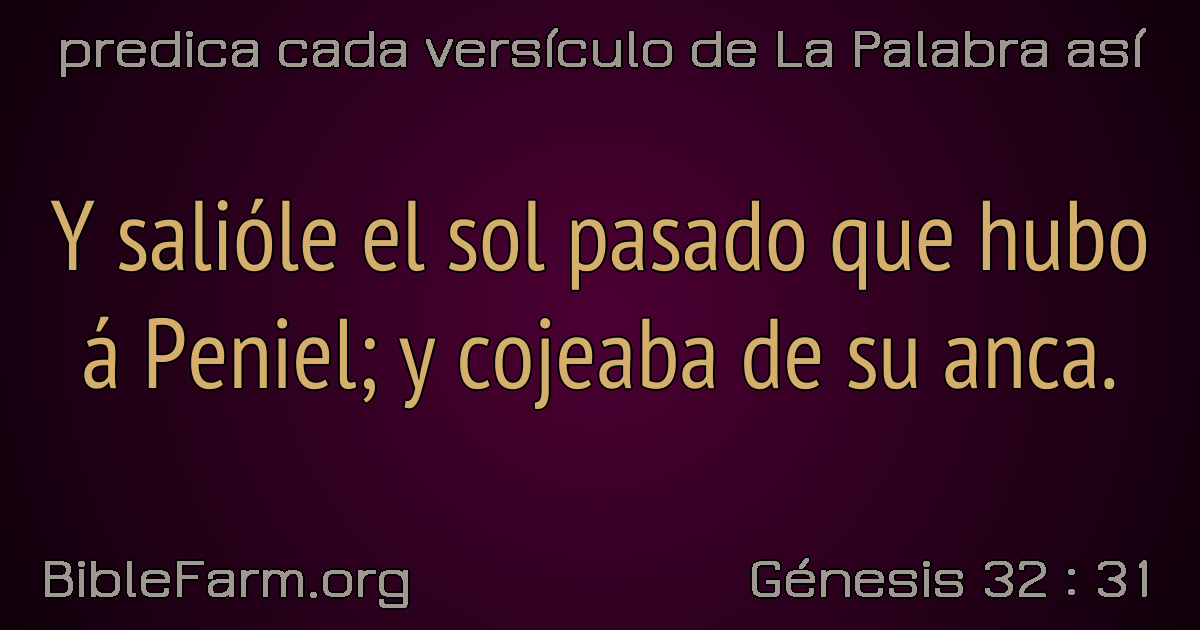 predica cada versículo de La Palabra así
Y salióle el sol pasado que hubo
á Peniel; y cojeaba de su anca.
BibleFarm.org
Génesis 32 : 31